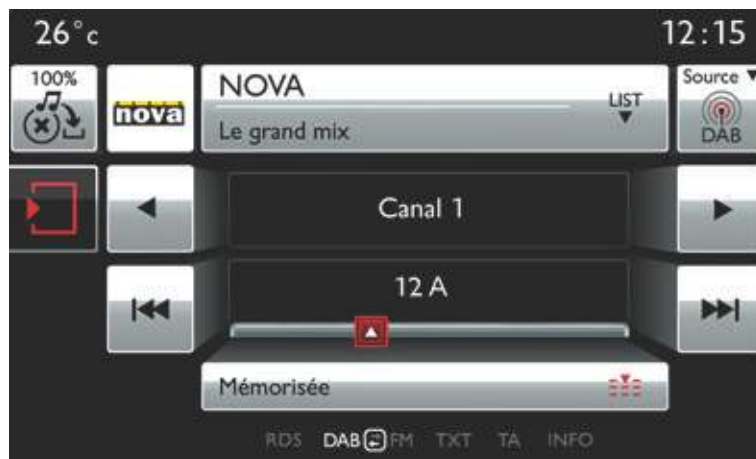 26°c 12:15
100% nova NOVA LIST Source
Le grand mix DAB
Canal 1
12 A
Mémorisée
RDS DAB FM TXT TA INFO